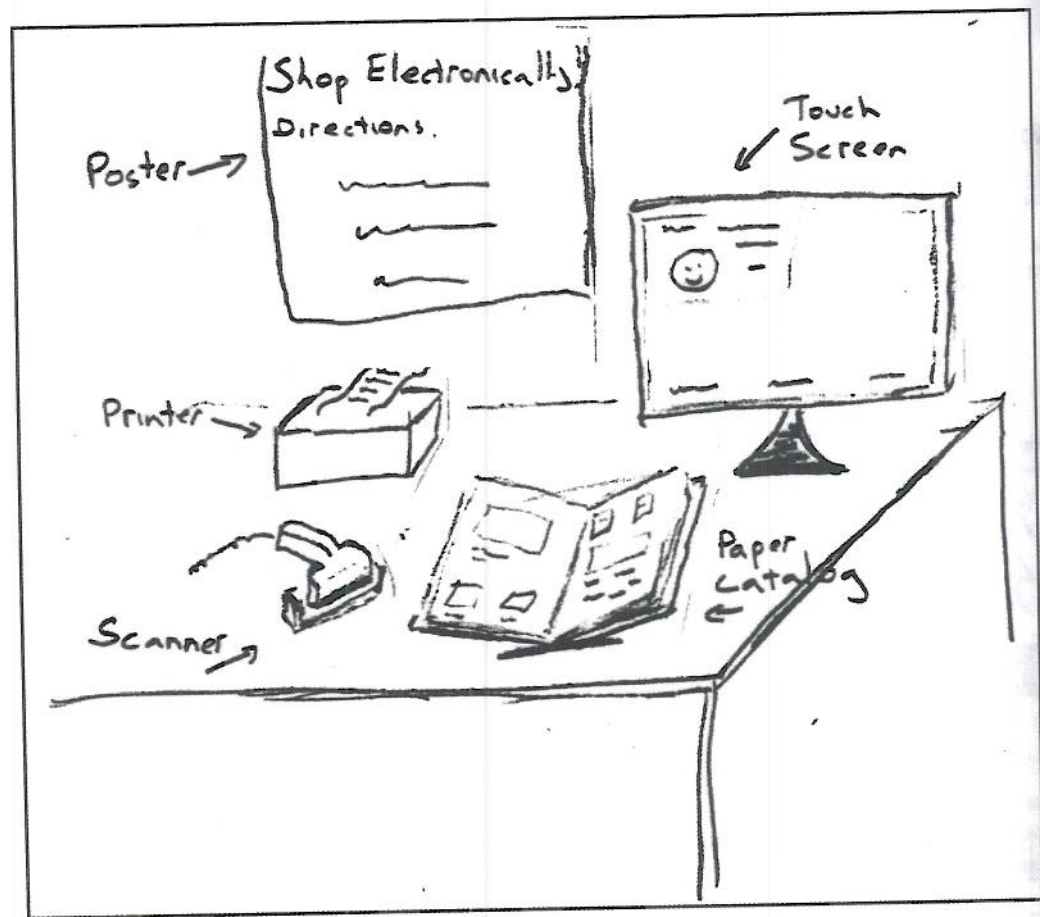 Shop Electronically
Directions.
Poster
Touch
Screen
Printer
Paper
Catalog
Scanner